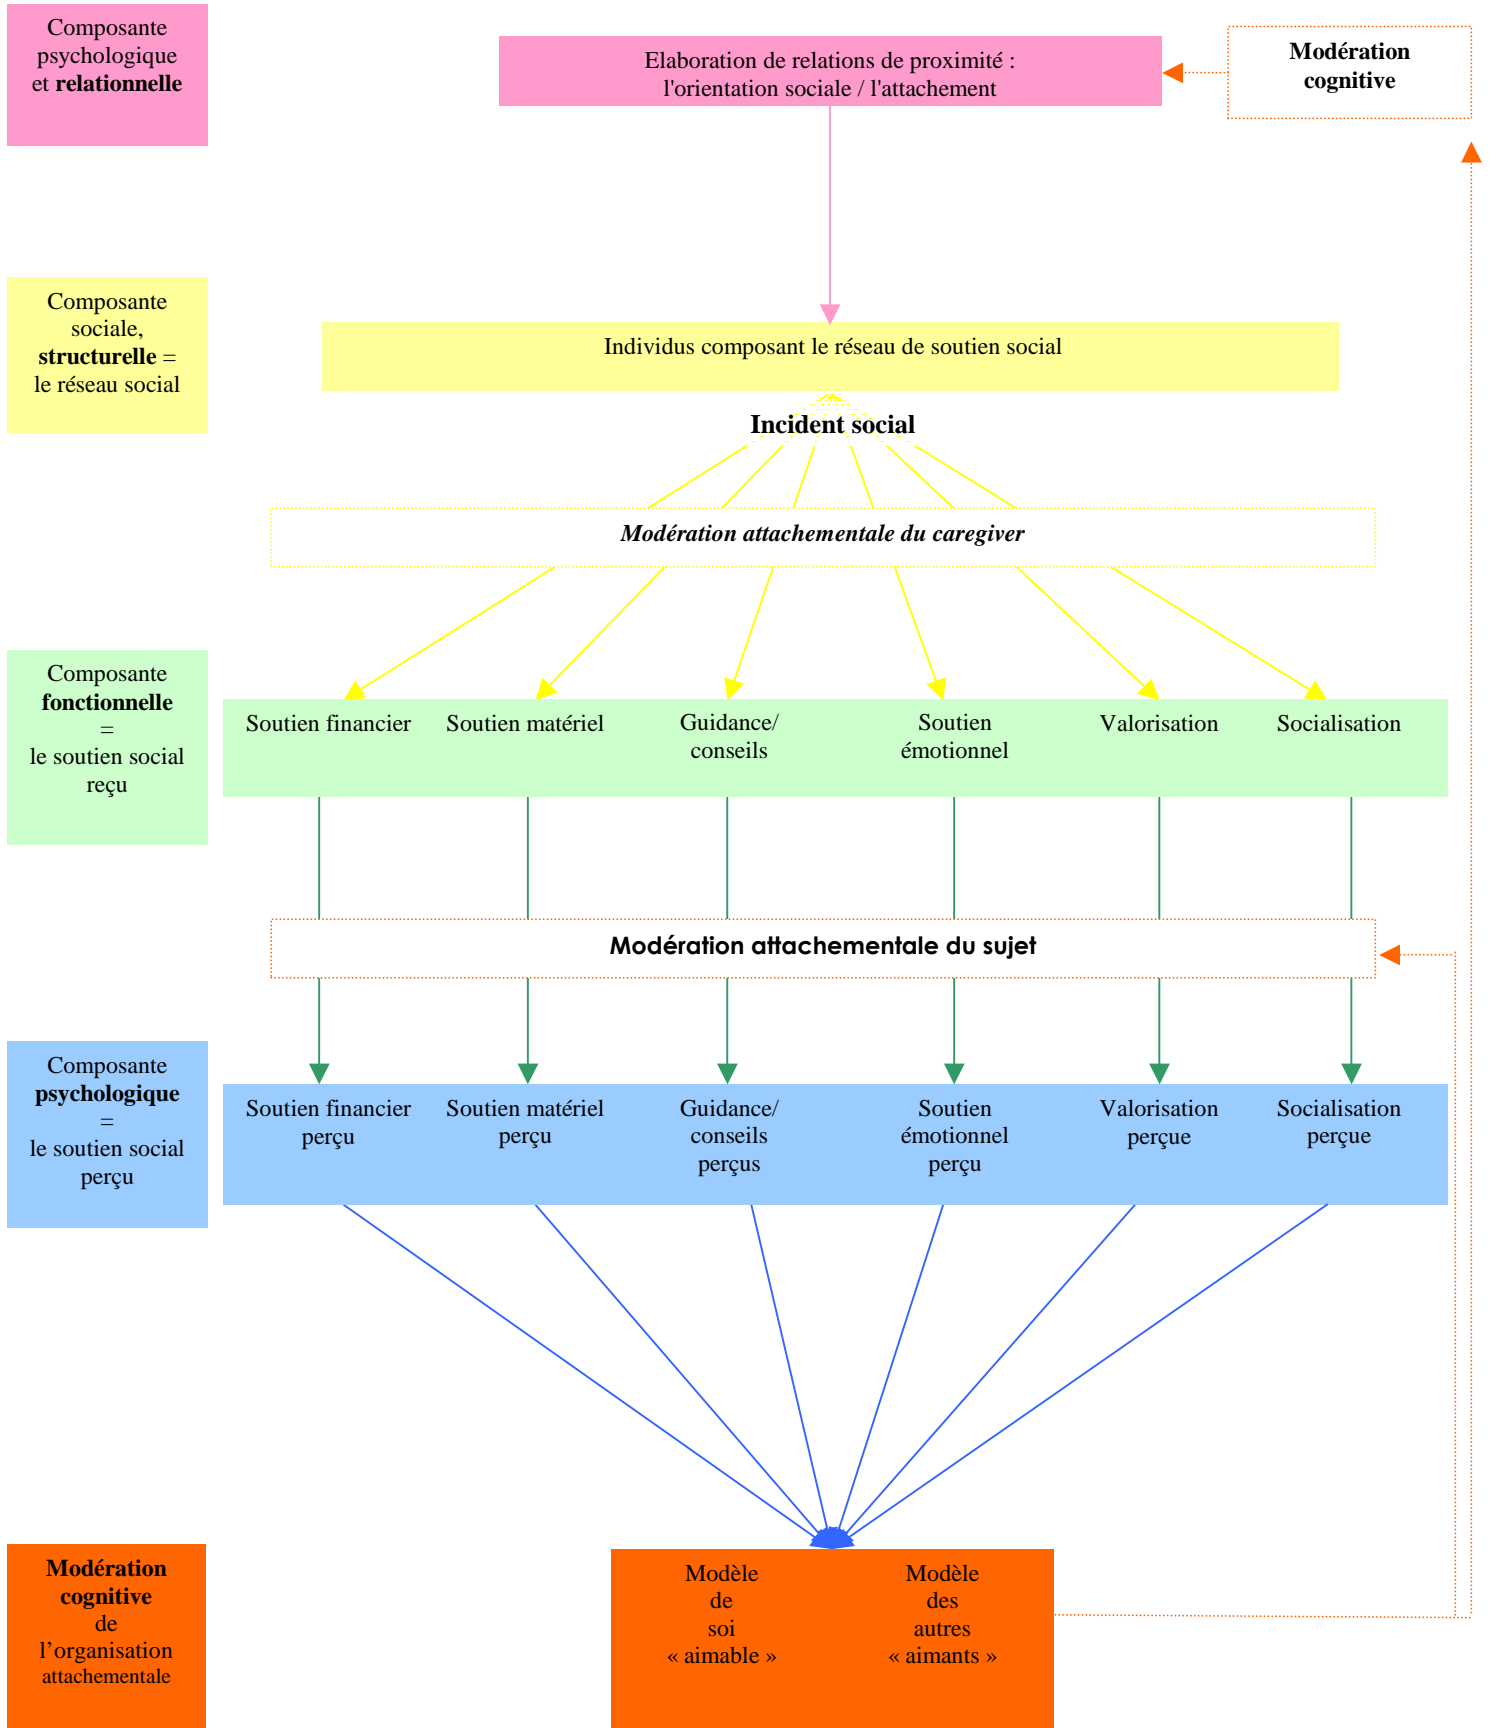 Composante
psychologique
et relationnelle
Elaboration de relations de proximité :
l'orientation sociale / l'attachement
Modération
cognitive
Composante
sociale,
structurelle =
le réseau social
Individus composant le réseau de soutien social
Incident social
Modération attachementale du caregiver
Composante
fonctionnelle
=
le soutien social
reçu
Soutien financier
Soutien matériel
Guidance/
conseils
Soutien
émotionnel
Valorisation
Socialisation
Modération attachementale du sujet
Composante
psychologique
=
le soutien social
perçu
Soutien financier
perçu
Soutien matériel
perçu
Guidance/
conseils
perçus
Soutien
émotionnel
perçu
Valorisation
perçue
Socialisation
perçue
Modération
cognitive
de
l’organisation
attachementale
Modèle
de
soi
« aimable »
Modèle
des
autres
« aimants »